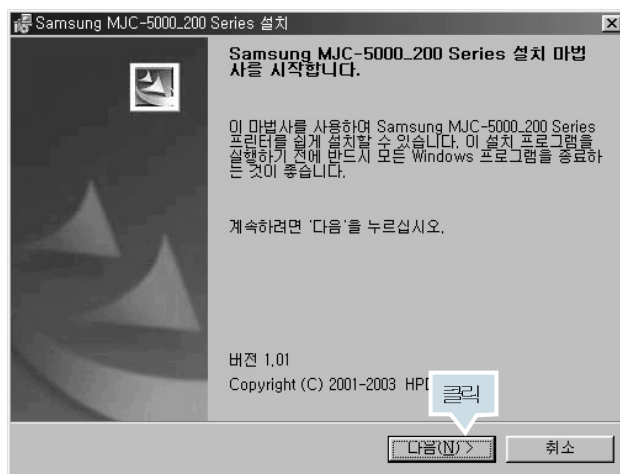 Samsung MJC-5000_200 Series 설치
Samsung MJC-5000_200 Series 설치 마법
사를 시작합니다.
이 마법사를 사용하여 Samsung MJC-5000_200 Series
프린터를 쉽게 설치할 수 있습니다. 이 설치 프로그램을
실행하기 전에 반드시 모든 Windows 프로그램을 종료하
는 것이 좋습니다.
계속하려면 '다음'을 누르십시오.
버전 1.01
Copyright (C) 2001-2003
클릭
다음(N) >
취소